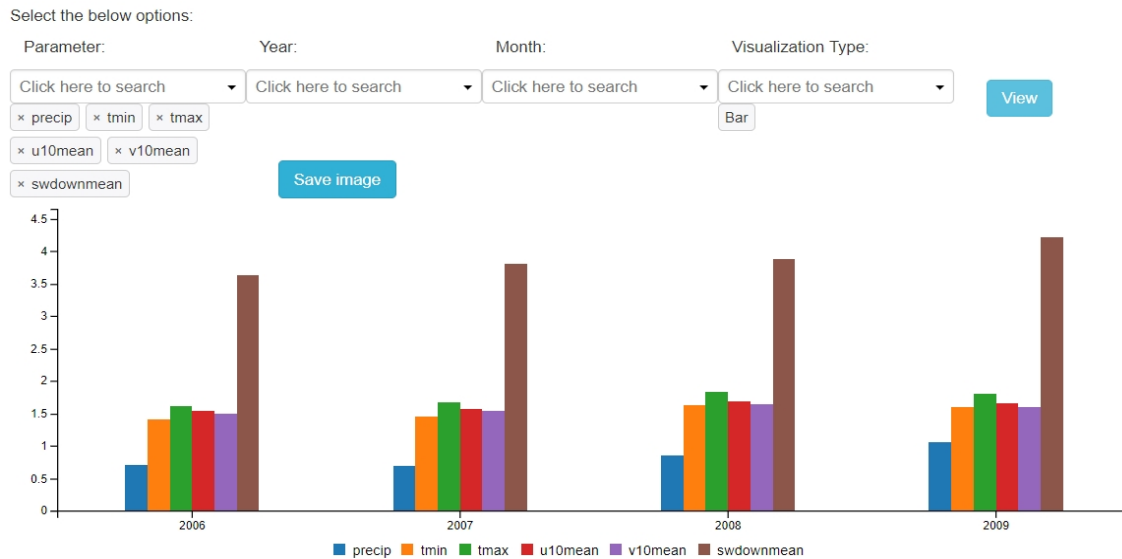 Select the below options:
Parameter: Year: Month: Visualization Type:
Click here to search Click here to search Click here to search Click here to search View
× precip × tmin × tmax Bar
× u10mean × v10mean
× swdownmean Save image
4.5
4
3.5
3
2.5
2
1.5
1
0.5
0
2006 2007 2008 2009
precip tmin tmax u10mean v10mean swdownmean